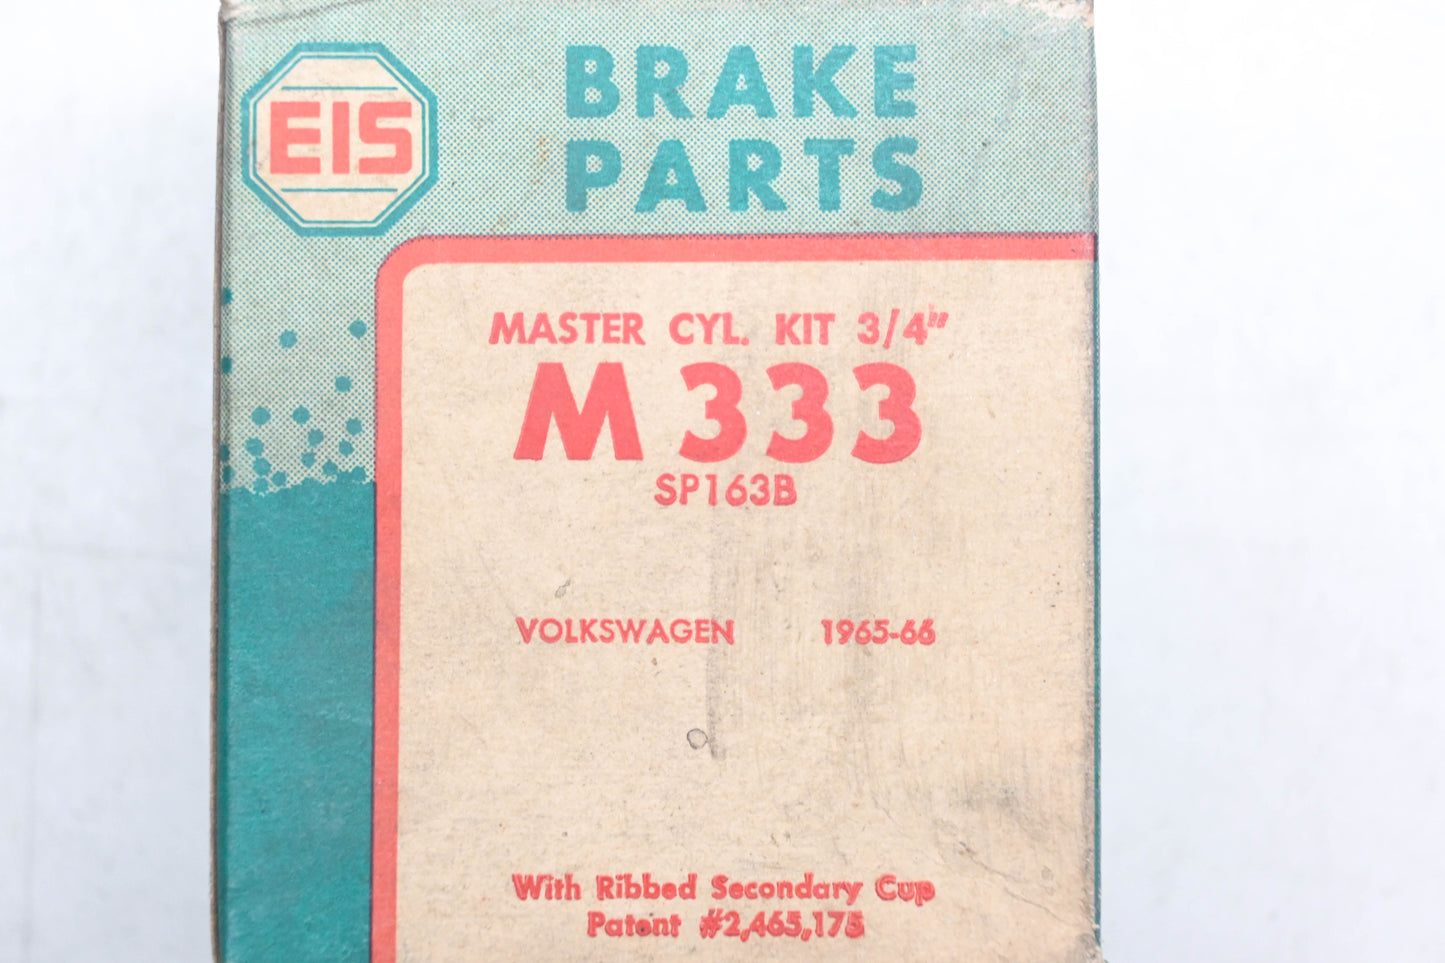 EIS
BRAKE
PARTS
MASTER CYL. KIT 3/4"
M 333
SP163B
VOLKSWAGEN 1965-66
With Ribbed Secondary Cup
Patent #2,465,175